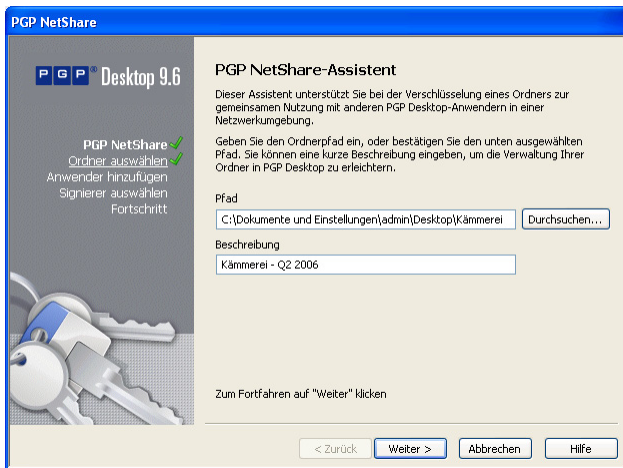 PGP NetShare
PGP® Desktop 9.6
PGP NetShare
Ordner auswählen
Anwender hinzufügen
Signierer auswählen
Fortschritt
PGP NetShare-Assistent
Dieser Assistent unterstützt Sie bei der Verschlüsselung eines Ordners zur
gemeinsamen Nutzung mit anderen PGP Desktop-Anwendern in einer
Netzwerkumgebung.
Geben Sie den Ordnerpfad ein, oder bestätigen Sie den unten ausgewählten
Pfad. Sie können eine kurze Beschreibung eingeben, um die Verwaltung Ihrer
Ordner in PGP Desktop zu erleichtern.
Pfad
C:\Dokumente und Einstellungen\admin\Desktop\Kämmerei
Durchsuchen...
Beschreibung
Kämmerei - Q2 2006
Zum Fortfahren auf "Weiter" klicken
< Zurück
Weiter >
Abbrechen
Hilfe